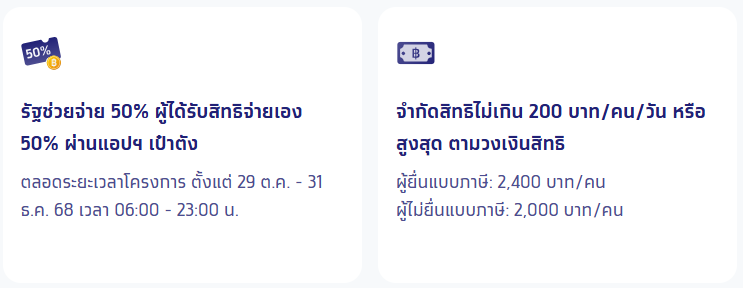 50%
฿
รัฐช่วยจ่าย 50% ผู้ได้รับสิทธิจ่ายเอง
50% ผ่านแอปฯ เป๋าตัง
ตลอดระยะเวลาโครงการ ตั้งแต่ 29 ต.ค. - 31
ธ.ค. 68 เวลา 06:00 - 23:00 น.
฿
จำกัดสิทธิไม่เกิน 200 บาท/คน/วัน หรือ
สูงสุด ตามวงเงินสิทธิ
ผู้ยื่นแบบภาษี: 2,400 บาท/คน
ผู้ไม่ยื่นแบบภาษี: 2,000 บาท/คน